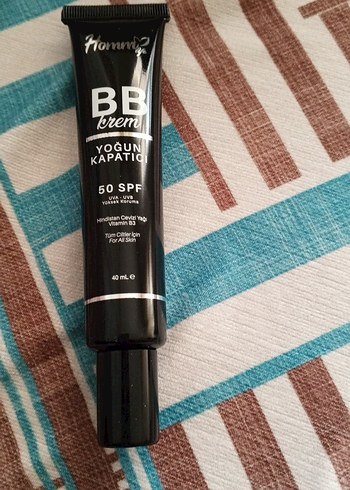 BB
krem
YOĞUN
KAPATICI
50 SPF
UVA - UVB
Yüksek Koruma
Hindistan Cevizi Yağı
Vitamin B3
Tüm Ciltler İçin
For All Skin
40 mL ℮